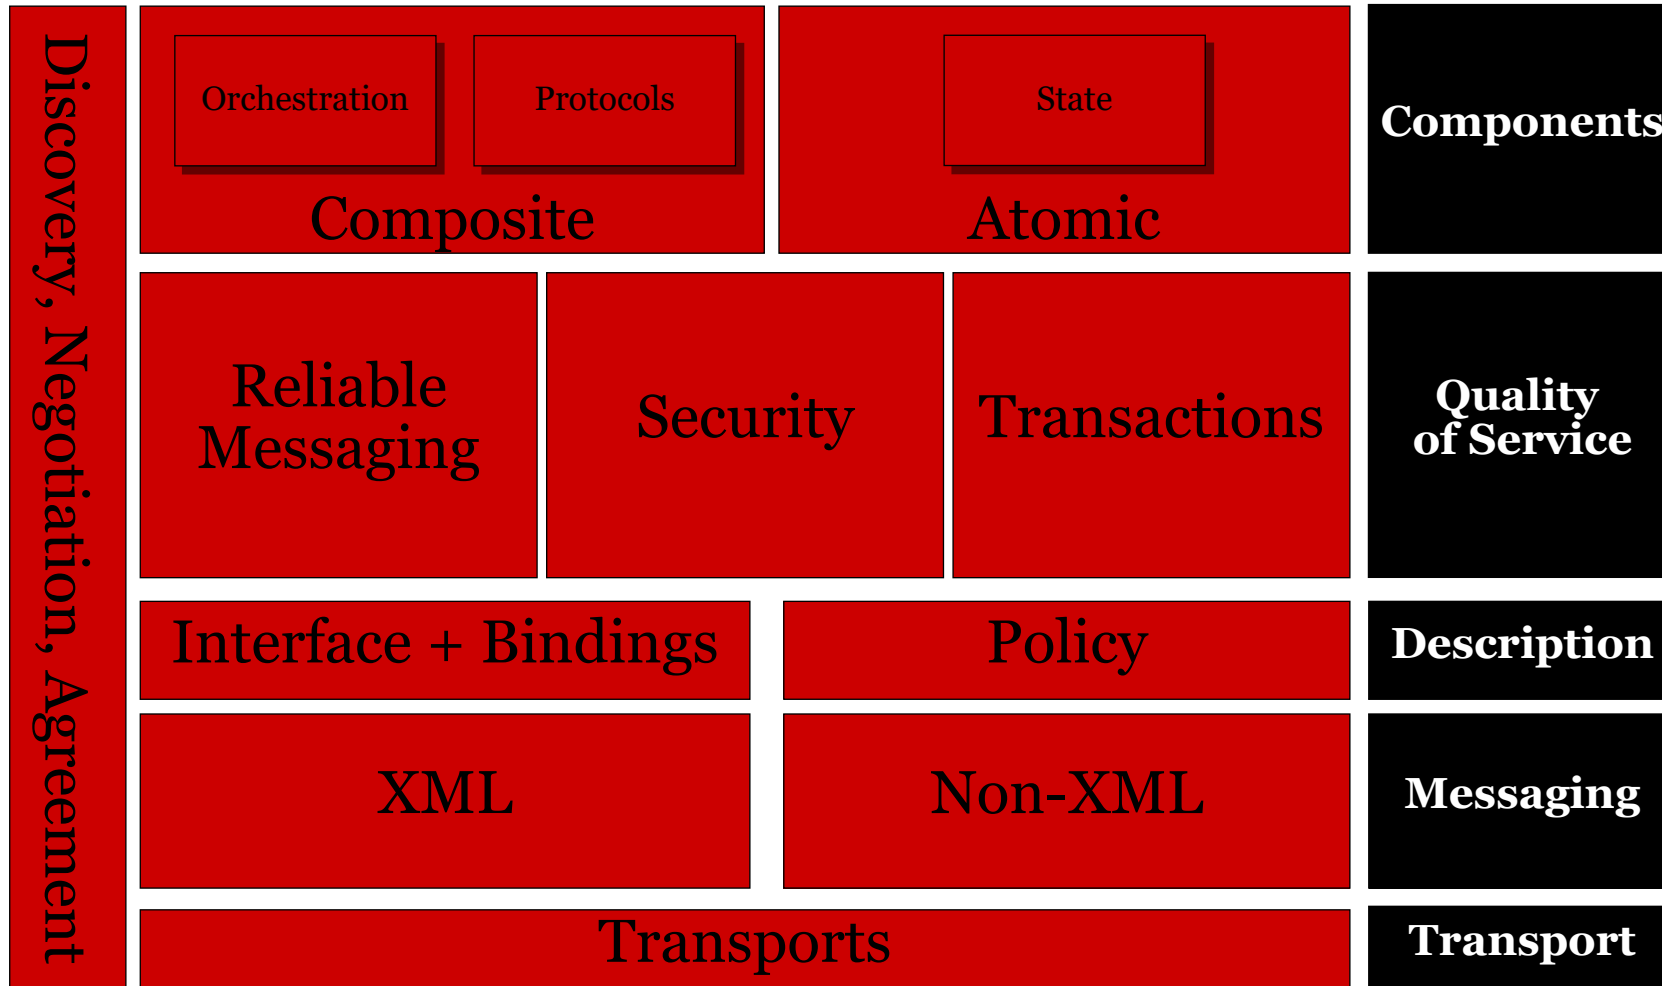 Discovery, Negotiation, Agreement
Orchestration
Protocols
Composite
State
Atomic
Components
Reliable
Messaging
Security
Transactions
Quality
of Service
Interface + Bindings
Policy
Description
XML
Non-XML
Messaging
Transports
Transport